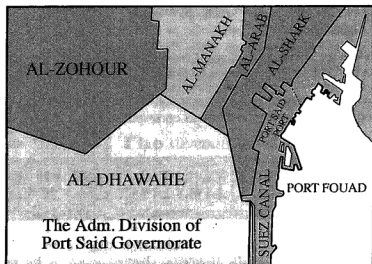 AL-ZOHOUR
AL-MANAKH
AL-ARAB
AL-SHARK
PORT SAID
PORT
AL-DHAWAHE
SUEZ CANAL
PORT FOUAD
The Adm. Division of
Port Said Governorate